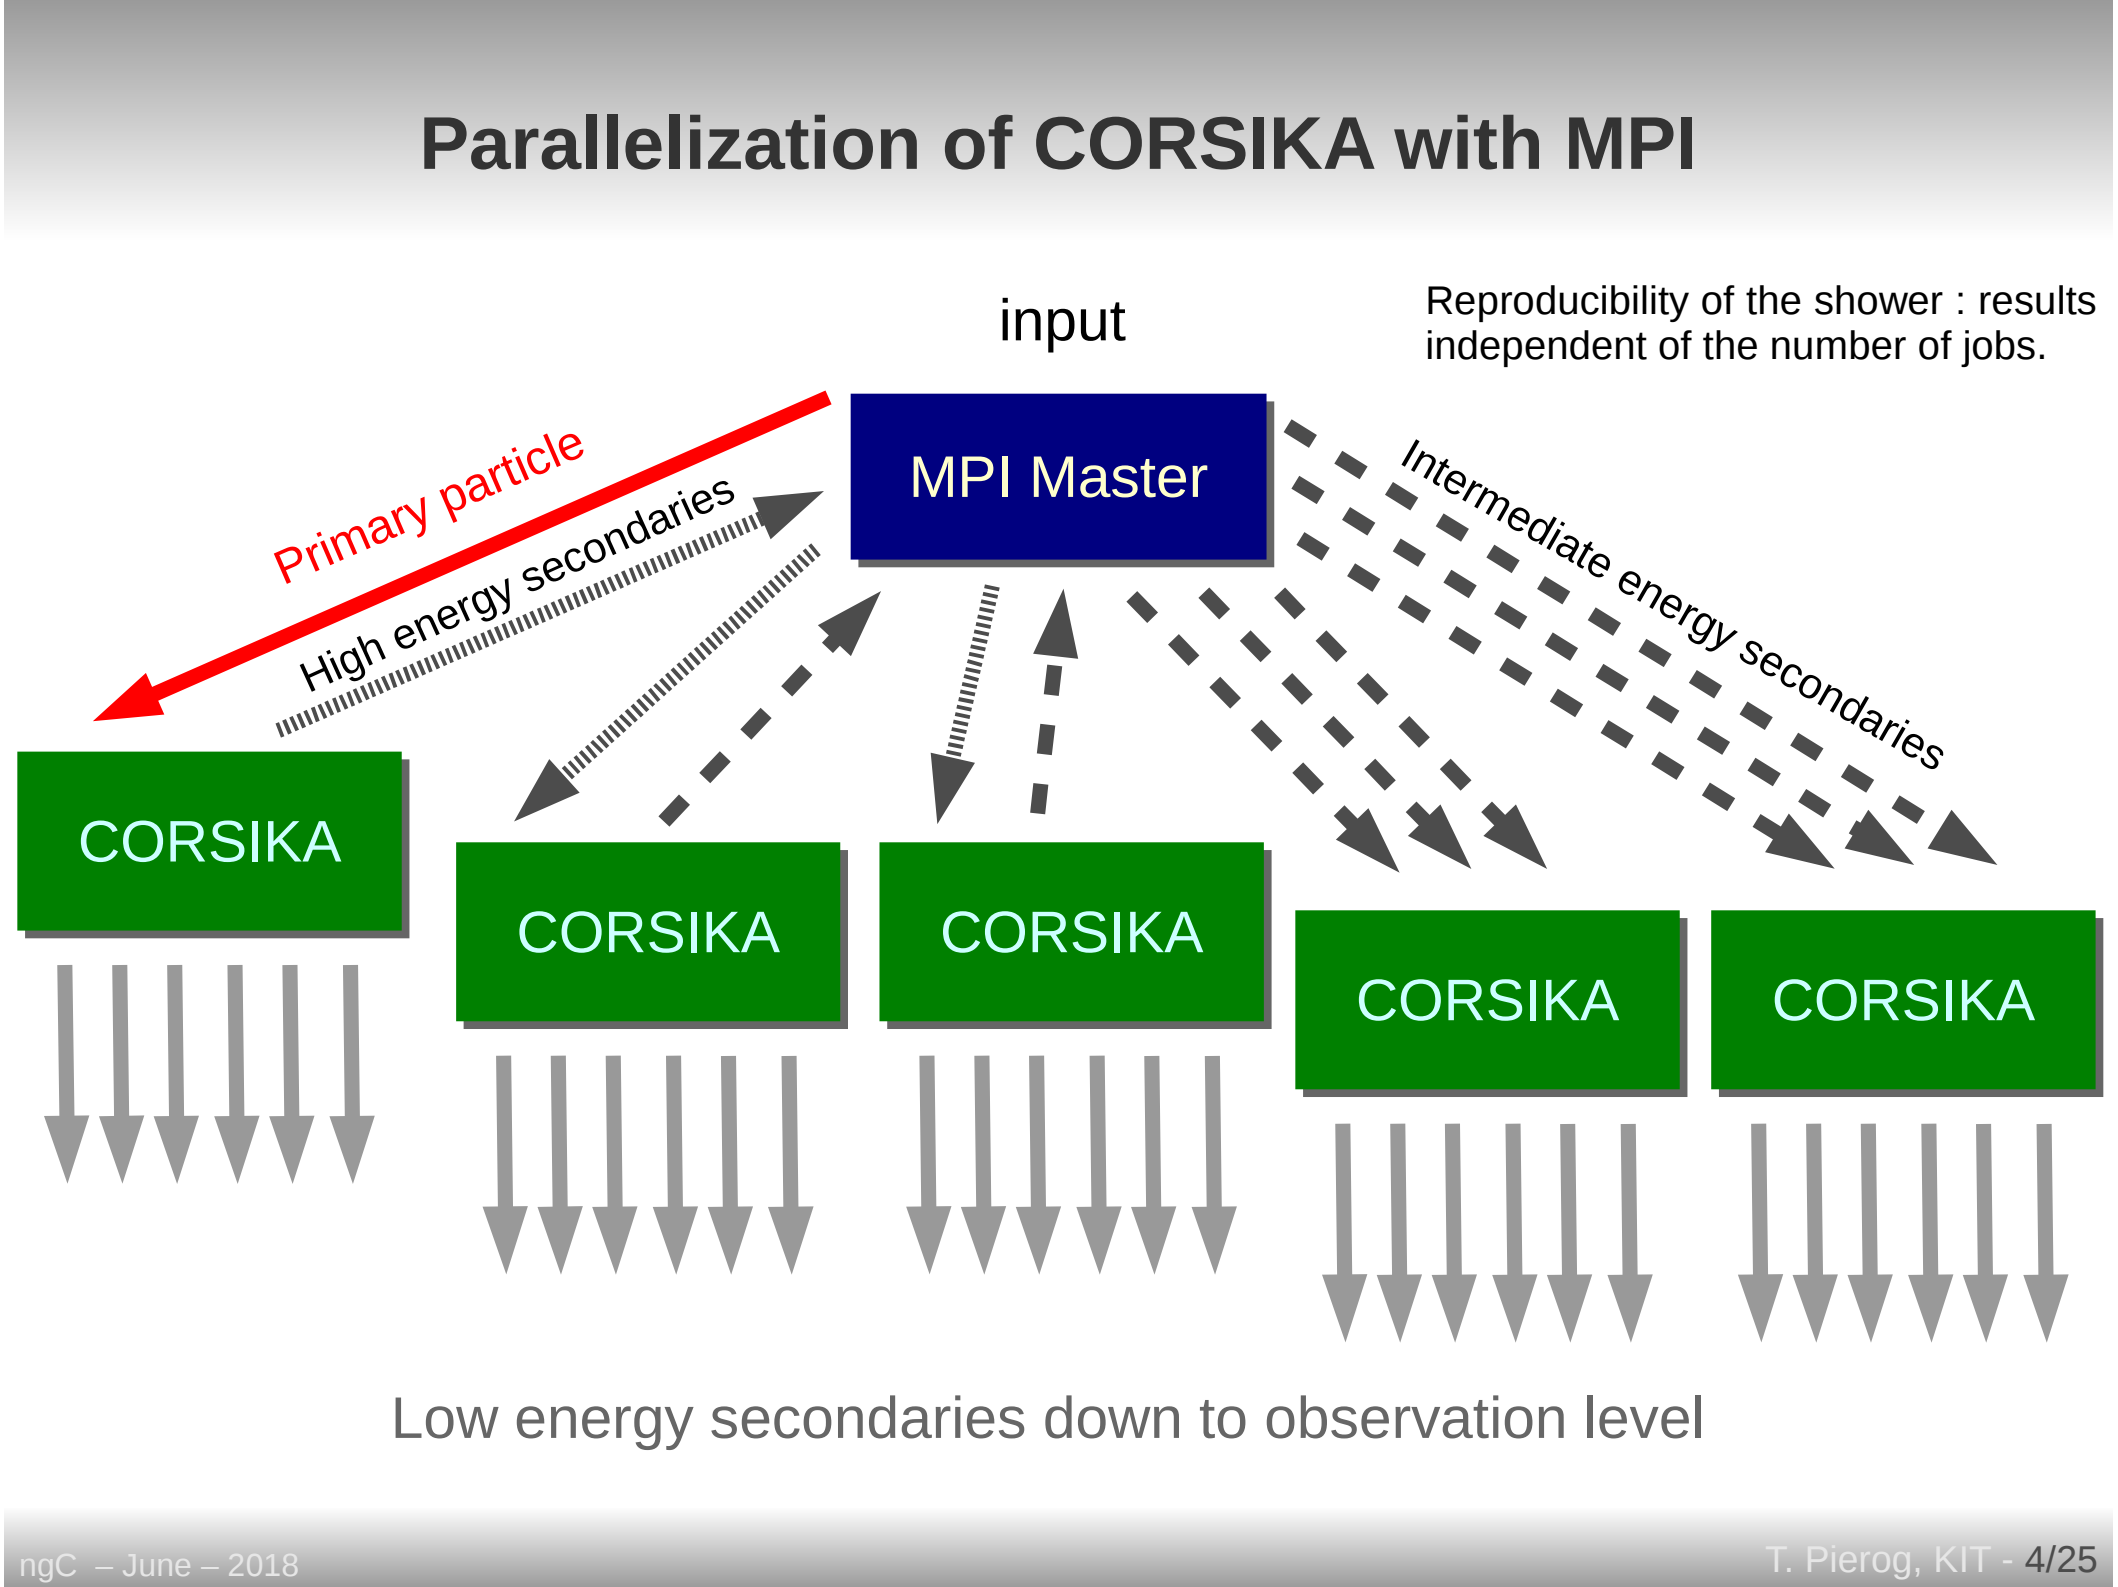 Parallelization of CORSIKA with MPI
input
Reproducibility of the shower : results
independent of the number of jobs.
MPI Master
Primary particle
High energy secondaries
Intermediate energy secondaries
CORSIKA
CORSIKA
CORSIKA
CORSIKA
CORSIKA
Low energy secondaries down to observation level
ngC – June – 2018
T. Pierog, KIT - 4/25